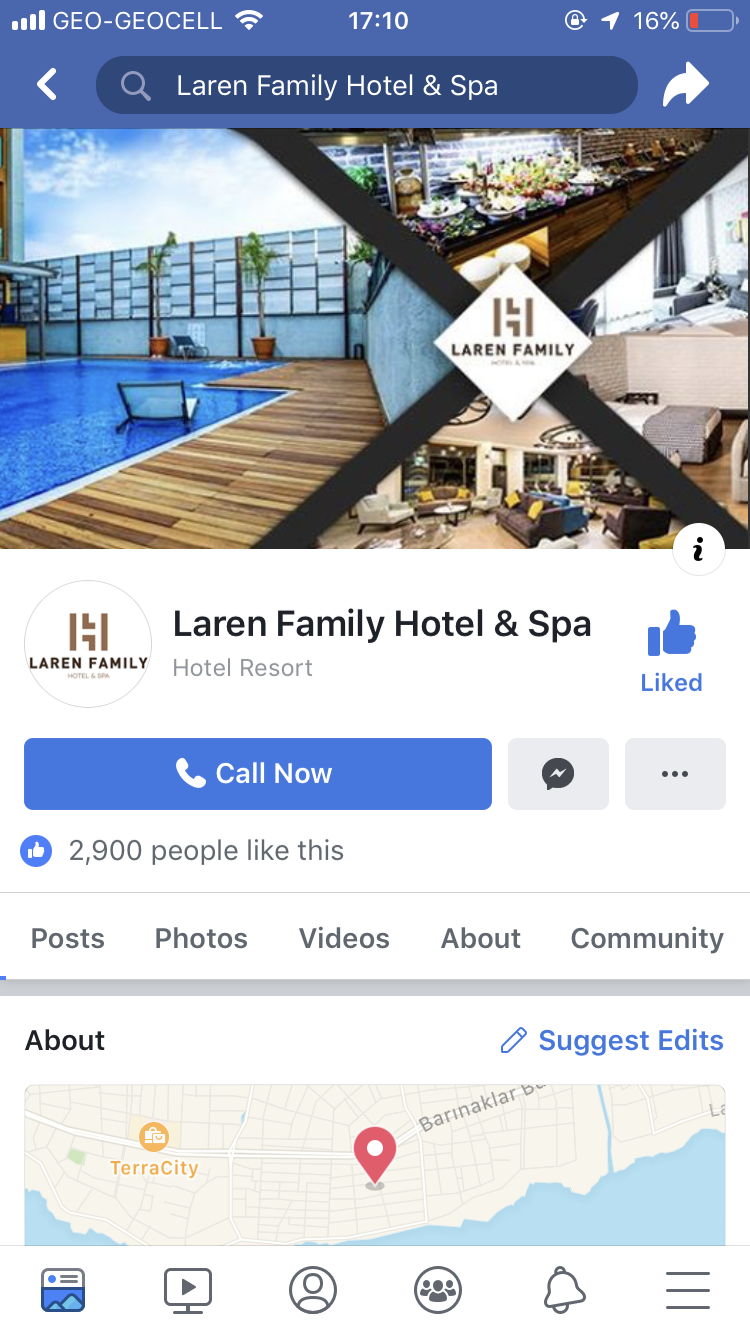 GEO-GEOCELL 17:10 16%
Laren Family Hotel & Spa
LAREN FAMILY
HOTEL & SPA
LAREN FAMILY
HOTEL & SPA
Laren Family Hotel & Spa
Hotel Resort
Liked
Call Now
2,900 people like this
Posts Photos Videos About Community
About Suggest Edits
Barınaklar
TerraCity